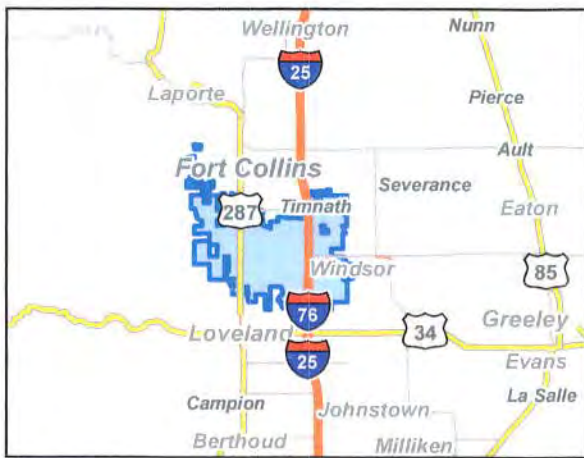 Wellington
Nunn
25
Laporte
Pierce
Ault
Fort Collins
Severance
287
Timnath
Eaton
Windsor
85
76
Loveland
34
Greeley
25
Evans
Campion
La Salle
Johnstown
Berthoud
Milliken